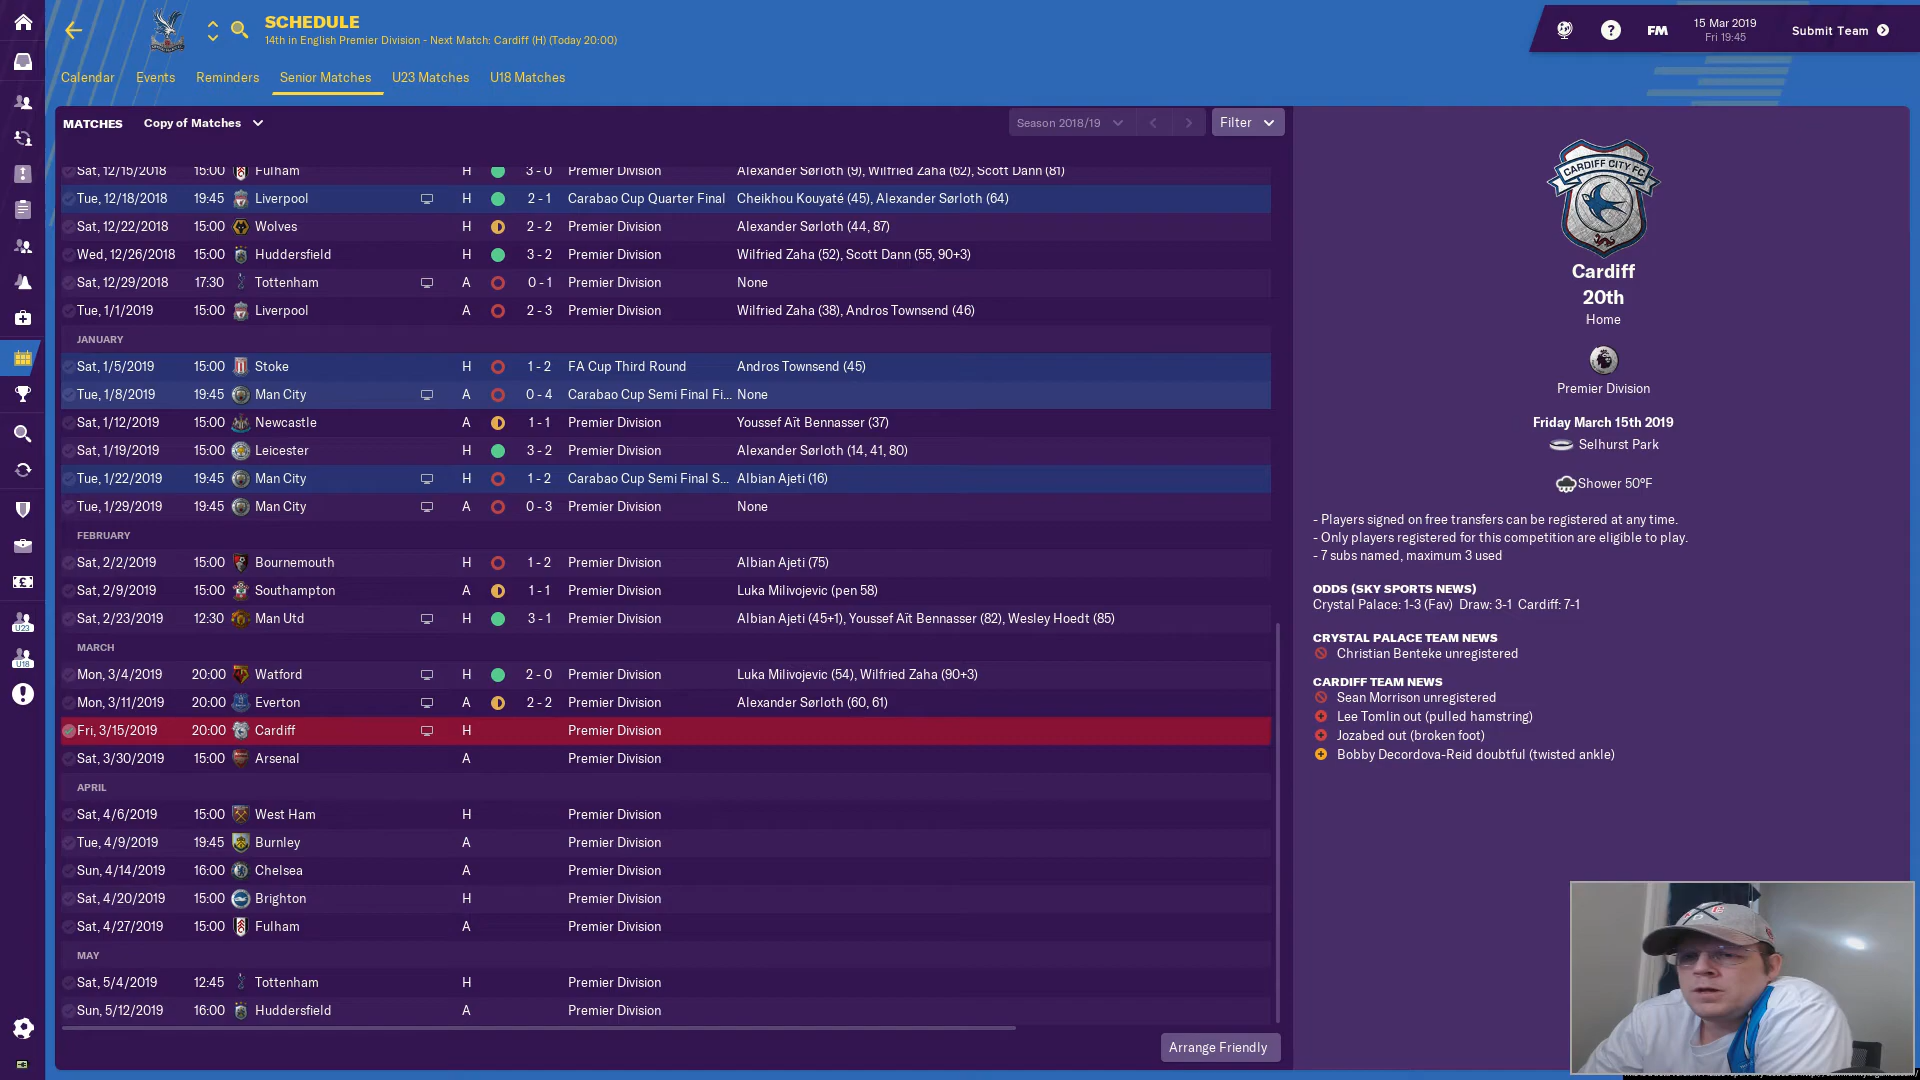 SCHEDULE
14th in English Premier Division - Next Match: Cardiff (H) (Today 20:00)
FM
15 Mar 2019
Fri 19:45
Submit Team
Calendar Events Reminders Senior Matches U23 Matches U18 Matches
MATCHES Copy of Matches Season 2018/19 Filter
Sat, 12/15/2018 15:00 Fulham H 3 - 0 Premier Division Alexander Sørloth (9), Wilfried Zaha (62), Scott Dann (81)
Tue, 12/18/2018 19:45 Liverpool H 2 - 1 Carabao Cup Quarter Final Cheikhou Kouyaté (45), Alexander Sørloth (64)
Sat, 12/22/2018 15:00 Wolves H 2 - 2 Premier Division Alexander Sørloth (44, 87)
Wed, 12/26/2018 15:00 Huddersfield H 3 - 2 Premier Division Wilfried Zaha (52), Scott Dann (55, 90+3)
Sat, 12/29/2018 17:30 Tottenham A 0 - 1 Premier Division None
Tue, 1/1/2019 15:00 Liverpool A 2 - 3 Premier Division Wilfried Zaha (38), Andros Townsend (46)
JANUARY
Sat, 1/5/2019 15:00 Stoke H 1 - 2 FA Cup Third Round Andros Townsend (45)
Tue, 1/8/2019 19:45 Man City A 0 - 4 Carabao Cup Semi Final Fi... None
Sat, 1/12/2019 15:00 Newcastle A 1 - 1 Premier Division Youssef Aït Bennasser (37)
Sat, 1/19/2019 15:00 Leicester H 3 - 2 Premier Division Alexander Sørloth (14, 41, 80)
Tue, 1/22/2019 19:45 Man City H 1 - 2 Carabao Cup Semi Final S... Albian Ajeti (16)
Tue, 1/29/2019 19:45 Man City A 0 - 3 Premier Division None
FEBRUARY
Sat, 2/2/2019 15:00 Bournemouth H 1 - 2 Premier Division Albian Ajeti (75)
Sat, 2/9/2019 15:00 Southampton A 1 - 1 Premier Division Luka Milivojevic (pen 58)
Sat, 2/23/2019 12:30 Man Utd H 3 - 1 Premier Division Albian Ajeti (45+1), Youssef Aït Bennasser (82), Wesley Hoedt (85)
MARCH
Mon, 3/4/2019 20:00 Watford H 2 - 0 Premier Division Luka Milivojevic (54), Wilfried Zaha (90+3)
Mon, 3/11/2019 20:00 Everton A 2 - 2 Premier Division Alexander Sørloth (60, 61)
Fri, 3/15/2019 20:00 Cardiff H Premier Division
Sat, 3/30/2019 15:00 Arsenal A Premier Division
APRIL
Sat, 4/6/2019 15:00 West Ham H Premier Division
Tue, 4/9/2019 19:45 Burnley A Premier Division
Sun, 4/14/2019 16:00 Chelsea A Premier Division
Sat, 4/20/2019 15:00 Brighton H Premier Division
Sat, 4/27/2019 15:00 Fulham A Premier Division
MAY
Sat, 5/4/2019 12:45 Tottenham H Premier Division
Sun, 5/12/2019 16:00 Huddersfield A Premier Division
Arrange Friendly
U23
U18
CARDIFF CITY FC
Cardiff
20th
Home
Premier Division
Friday March 15th 2019
Selhurst Park
Shower 50°F
- Players signed on free transfers can be registered at any time.
- Only players registered for this competition are eligible to play.
- 7 subs named, maximum 3 used
ODDS (SKY SPORTS NEWS)
Crystal Palace: 1-3 (Fav) Draw: 3-1 Cardiff: 7-1
CRYSTAL PALACE TEAM NEWS
Christian Benteke unregistered
CARDIFF TEAM NEWS
Sean Morrison unregistered
Lee Tomlin out (pulled hamstring)
Jozabed out (broken foot)
Bobby Decordova-Reid doubtful (twisted ankle)